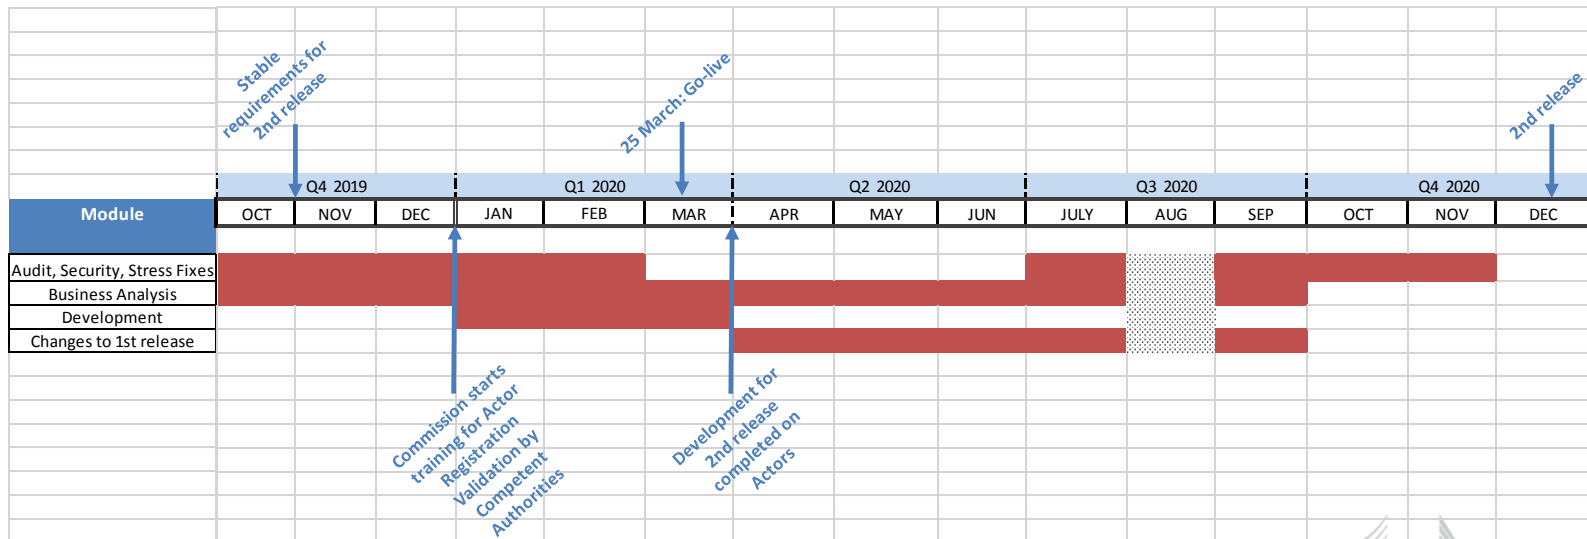 Stable
requirements for
2nd release
25 March: Go-live
2nd release
Q4 2019
Q1 2020
Q2 2020
Q3 2020
Q4 2020
Module
OCT
NOV
DEC
JAN
FEB
MAR
APR
MAY
JUN
JULY
AUG
SEP
OCT
NOV
DEC
Audit, Security, Stress Fixes
Business Analysis
Development
Changes to 1st release
Commission starts
training for Actor
Registration
Validation by
Competent
Authorities
Development for
2nd release
completed on
Actors